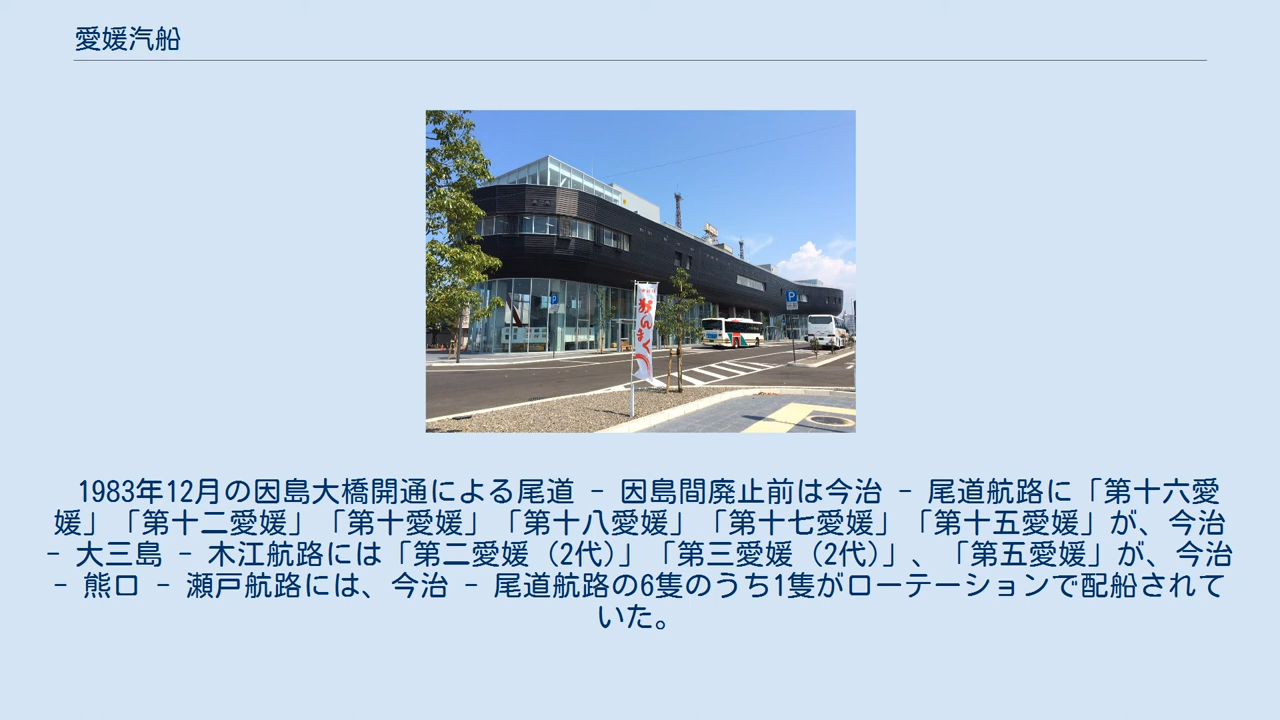 愛媛汽船
おんまく
P
P
1983年12月の因島大橋開通による尾道 － 因島間廃止前は今治 － 尾道航路に「第十六愛
媛」「第十二愛媛」「第十愛媛」「第十八愛媛」「第十七愛媛」「第十五愛媛」が、今治
－ 大三島 － 木江航路には「第二愛媛（2代）」「第三愛媛（2代）」、「第五愛媛」が、今治
－ 熊口 － 瀬戸航路には、今治 － 尾道航路の6隻のうち1隻がローテーションで配船されて
いた。